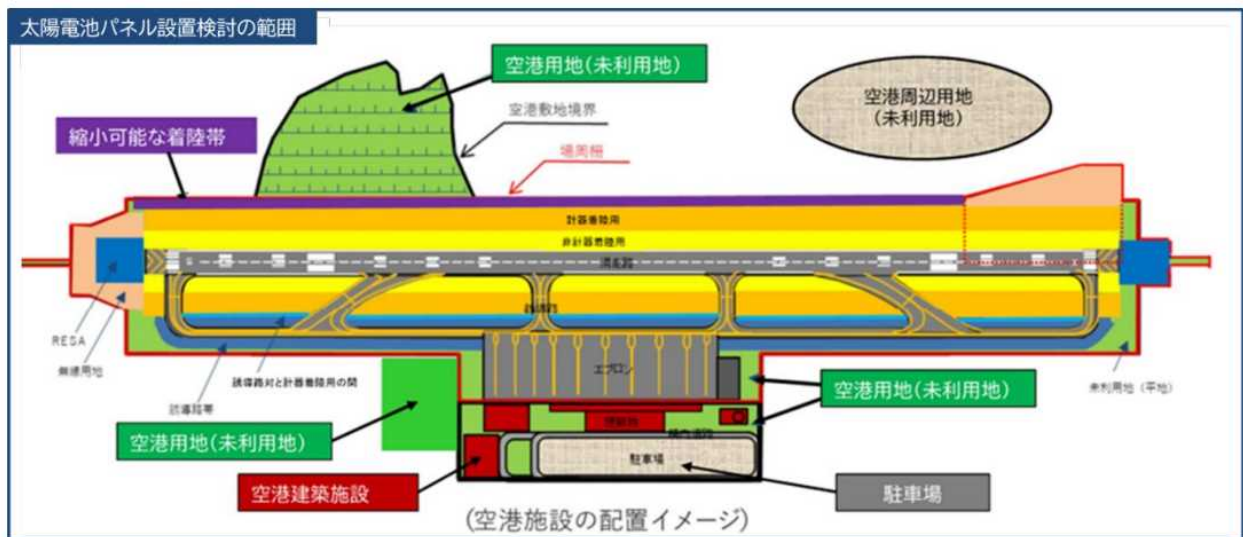 太陽電池パネル設置検討の範囲
空港用地(未利用地)
空港周辺用地
(未利用地)
空港敷地境界
縮小可能な着陸帯
場周柵
計器着陸用
非計器着陸用
滑走路
誘導路
RESA
無線用地
誘導路帯
誘導路対と計器着陸用の間
エプロン
空港用地(未利用地)
未利用地（平地）
空港用地(未利用地)
構内道路
駐車場
空港建築施設
駐車場
(空港施設の配置イメージ)